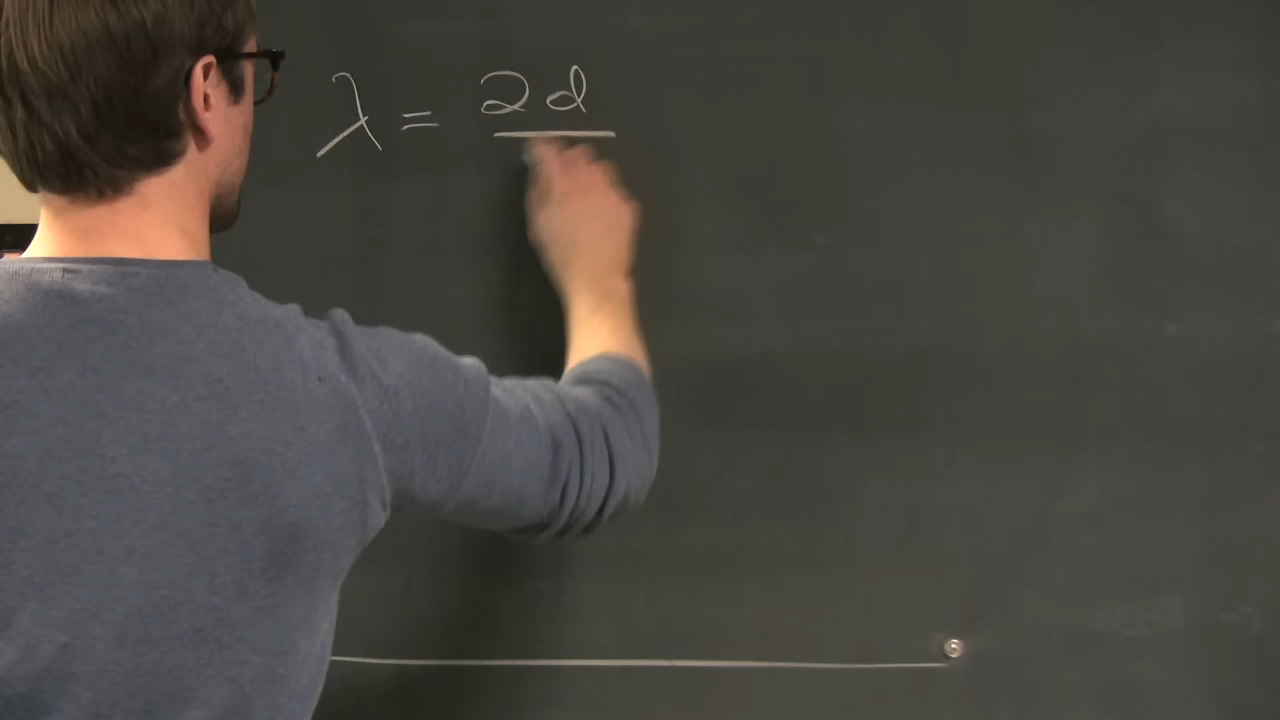 λ = 2d